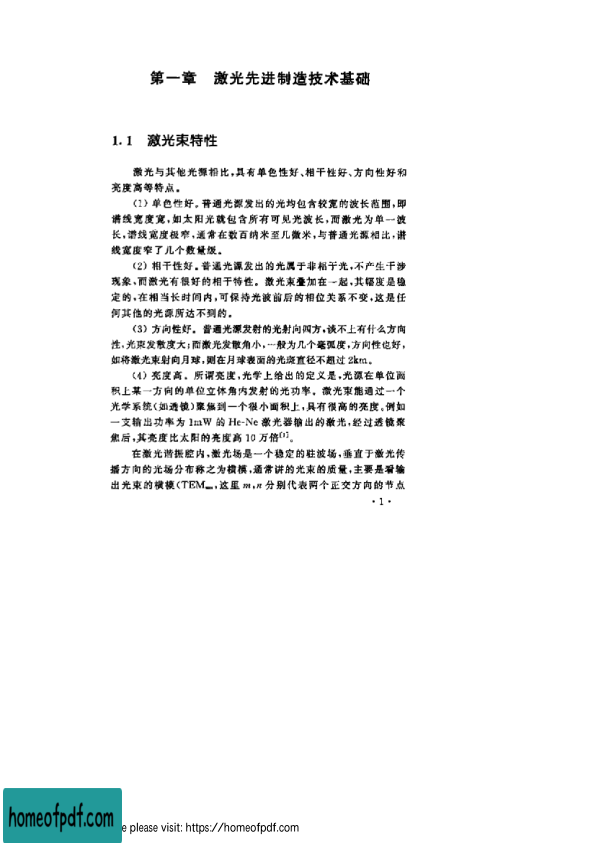 第一章 激光先进制造技术基础
1.1 激光束特性
激光与其他光源相比,具有单色性好、相干性好、方向性好和
亮度高等特点。
(1) 单色性好。普通光源发出的光均包含较宽的波长范围,即
谱线宽度宽,如太阳光就包含所有可见光波长,而激光为单一波
长,谱线宽度极窄,通常在数百纳米至几微米,与普通光源相比,谱
线宽度窄了几个数量级。
(2) 相干性好。普通光源发出的光属于非相干光,不产生干涉
现象,而激光有很好的相干特性。激光束叠加在一起,其幅度是稳
定的,在相当长时间内,可保持光波前后的相位关系不变,这是任
何其他的光源所达不到的。
(3) 方向性好。普通光源发射的光射向四方,谈不上有什么方向
性,光束发散度大;而激光发散角小,一般为几个毫弧度,方向性也好,
如将激光束射向月球,则在月球表面的光斑直径不超过 2km。
(4) 亮度高。所谓亮度,光学上给出的定义是,光源在单位面
积上某一方向的单位立体角内发射的光功率。激光束能通过一个
光学系统(如透镜)聚焦到一个很小面积上,具有很高的亮度。例如
一支输出功率为 1mW 的 He-Ne 激光器输出的激光,经过透镜聚
焦后,其亮度比太阳的亮度高 10 万倍[1]。
在激光谐振腔内,激光场是一个稳定的驻波场,垂直于激光传
播方向的光场分布称之为横模,通常讲的光束的质量,主要是看输
出光束的横模(TEMmn,这里 m,n 分别代表两个正交方向的节点
·1·
homeofpdf.com
e please visit: https://homeofpdf.com